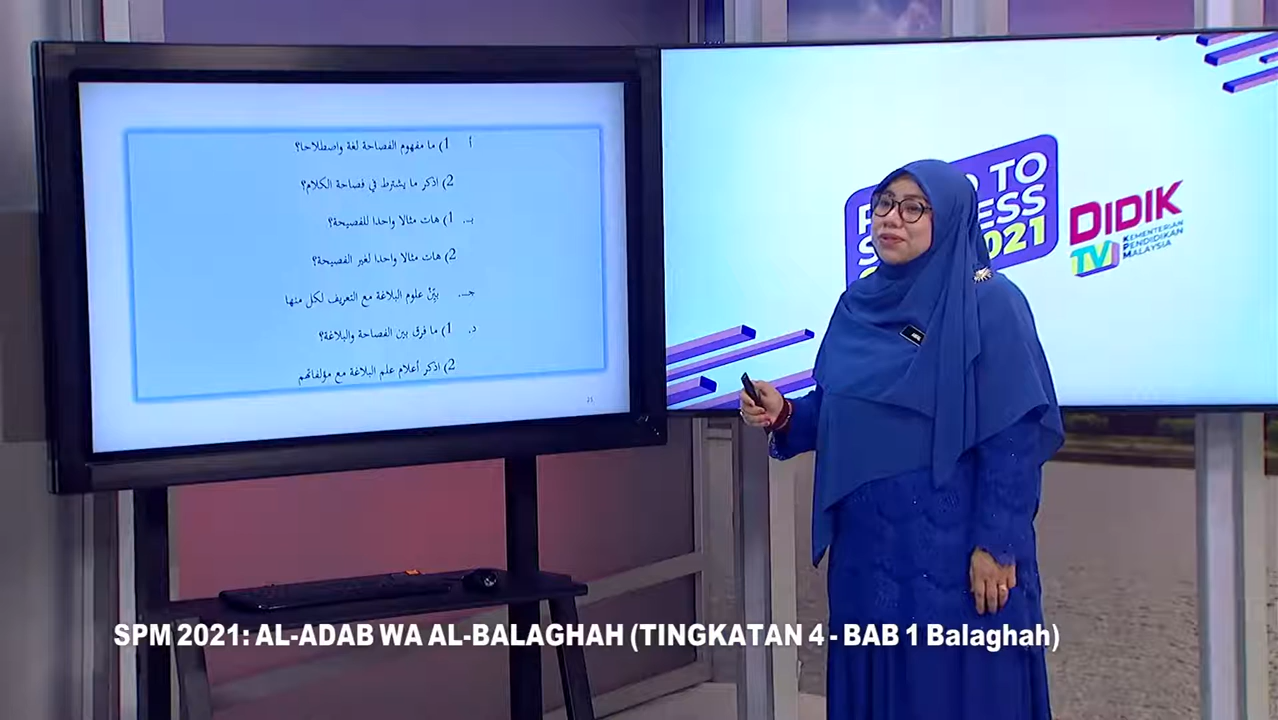 أ 1) ما مفهوم الفصاحة لغة واصطلاحا؟
2) اذكر ما يشترط في فصاحة الكلام؟
بـ. 1) هات مثالا واحدا للفصيحة؟
2) هات مثالا واحدا لغير الفصيحة؟
جـ. بيّنْ علوم البلاغة مع التعريف لكل منها
د. 1) ما فرق بين الفصاحة والبلاغة؟
2) اذكر أعلام علم البلاغة مع مؤلفاتهم
TO
ESS
2021
DIDIK
TV
KEMENTERIAN
PENDIDIKAN
MALAYSIA
SPM 2021: AL-ADAB WA AL-BALAGHAH (TINGKATAN 4 - BAB 1 Balaghah)